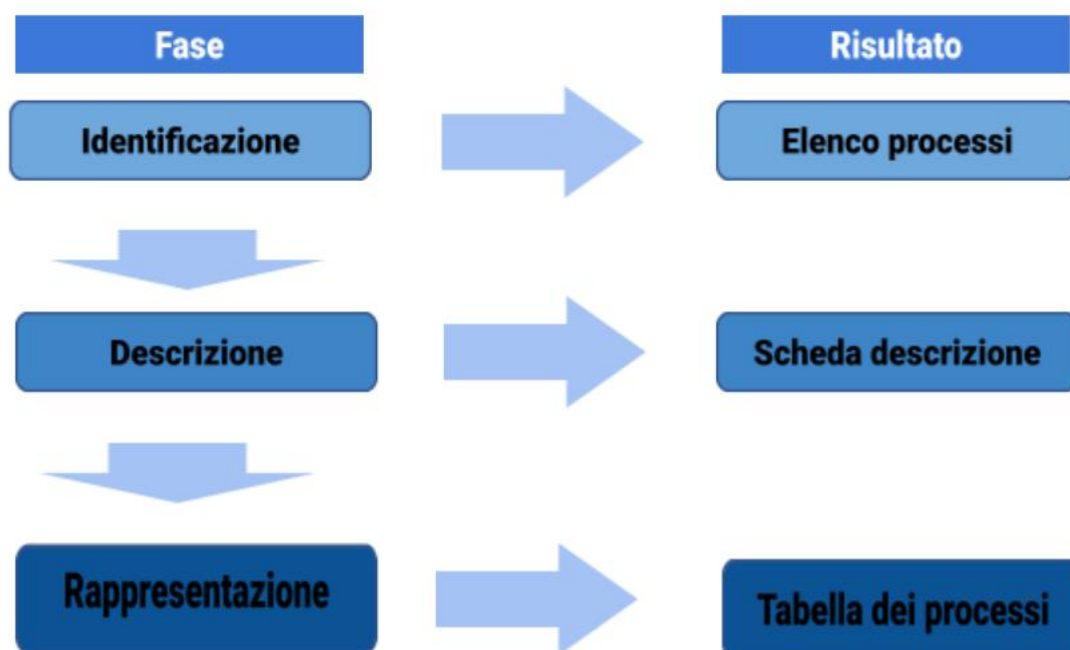 Fase
Risultato
Identificazione
Elenco processi
Descrizione
Scheda descrizione
Rappresentazione
Tabella dei processi